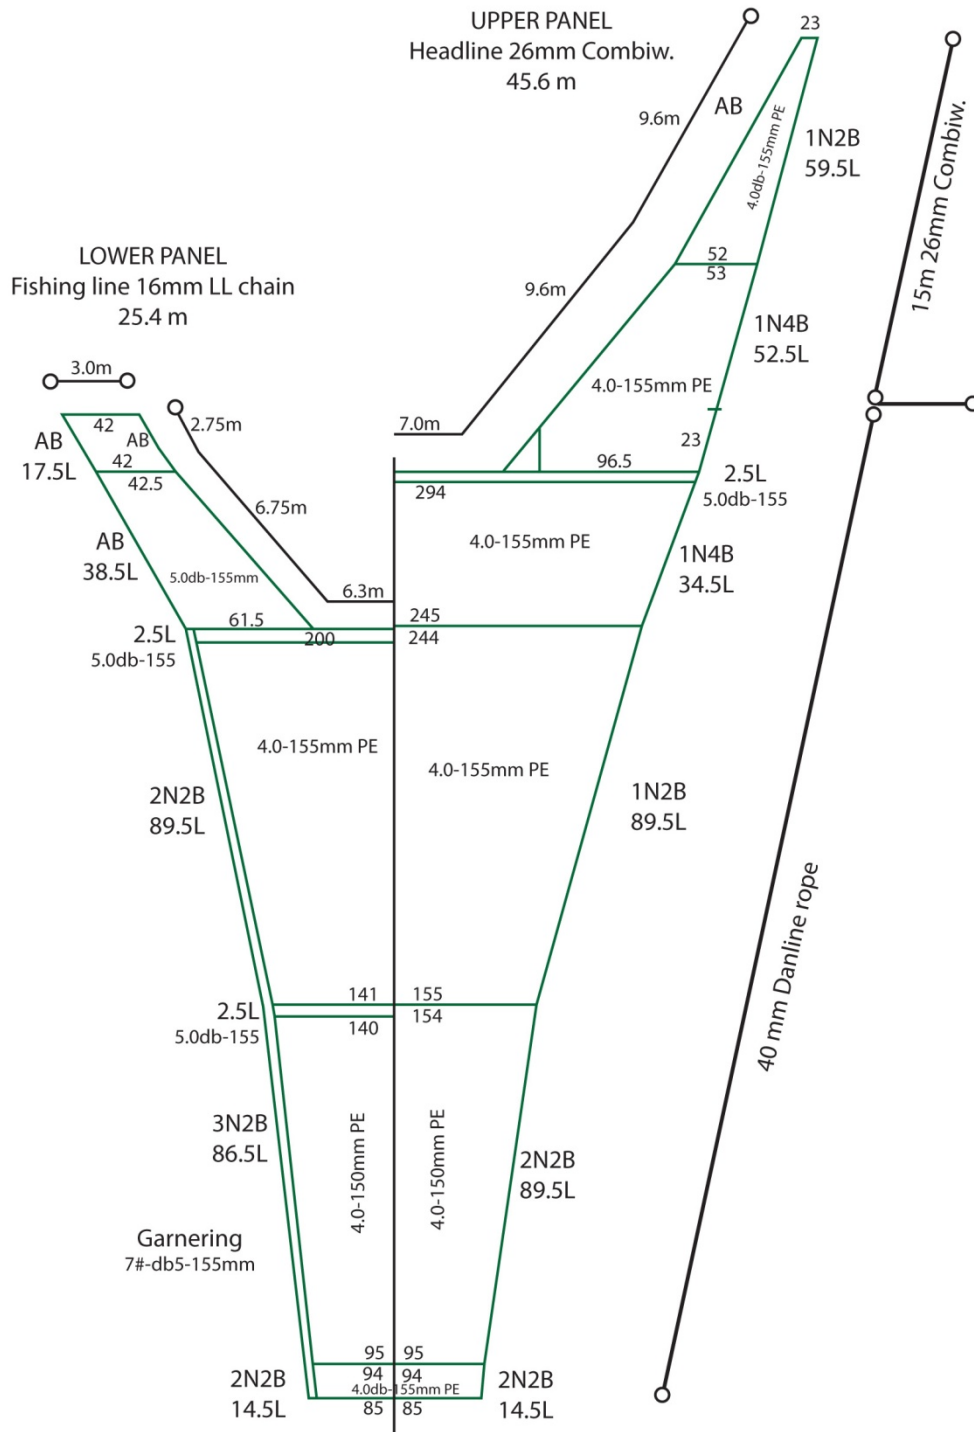 UPPER PANEL
Headline 26mm Combiw.
45.6 m
23
9.6m
AB
4.0db-155mm PE
1N2B
59.5L
15m 26mm Combiw.
LOWER PANEL
Fishing line 16mm LL chain
25.4 m
9.6m
52
53
1N4B
52.5L
3.0m
4.0-155mm PE
42
AB
2.75m
7.0m
AB
17.5L
42
42.5
23
96.5
2.5L
5.0db-155
294
6.75m
4.0-155mm PE
AB
38.5L
1N4B
34.5L
5.0db-155mm
6.3m
61.5
245
2.5L
5.0db-155
200
244
4.0-155mm PE
4.0-155mm PE
2N2B
89.5L
1N2B
89.5L
40 mm Danline rope
141
155
2.5L
5.0db-155
140
154
3N2B
86.5L
4.0-150mm PE
4.0-150mm PE
2N2B
89.5L
Garnering
7#-db5-155mm
95
95
94
94
2N2B
14.5L
4.0db-155mm PE
2N2B
14.5L
85
85